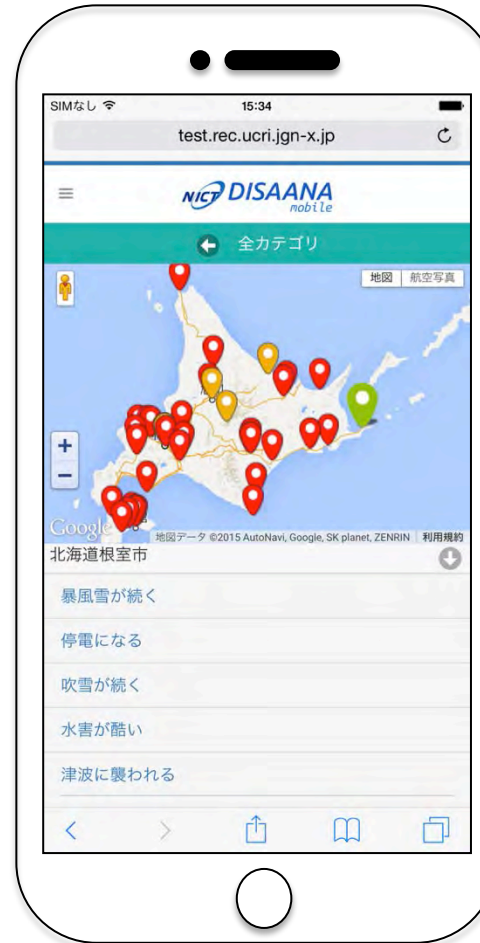 SIMなし 15:34
test.rec.ucri.jgn-x.jp
NICT DISAANA
mobile
全カテゴリ
地図 航空写真
+
−
Google 地図データ ©2015 AutoNavi, Google, SK planet, ZENRIN 利用規約
北海道根室市
暴風雪が続く
停電になる
吹雪が続く
水害が酷い
津波に襲われる